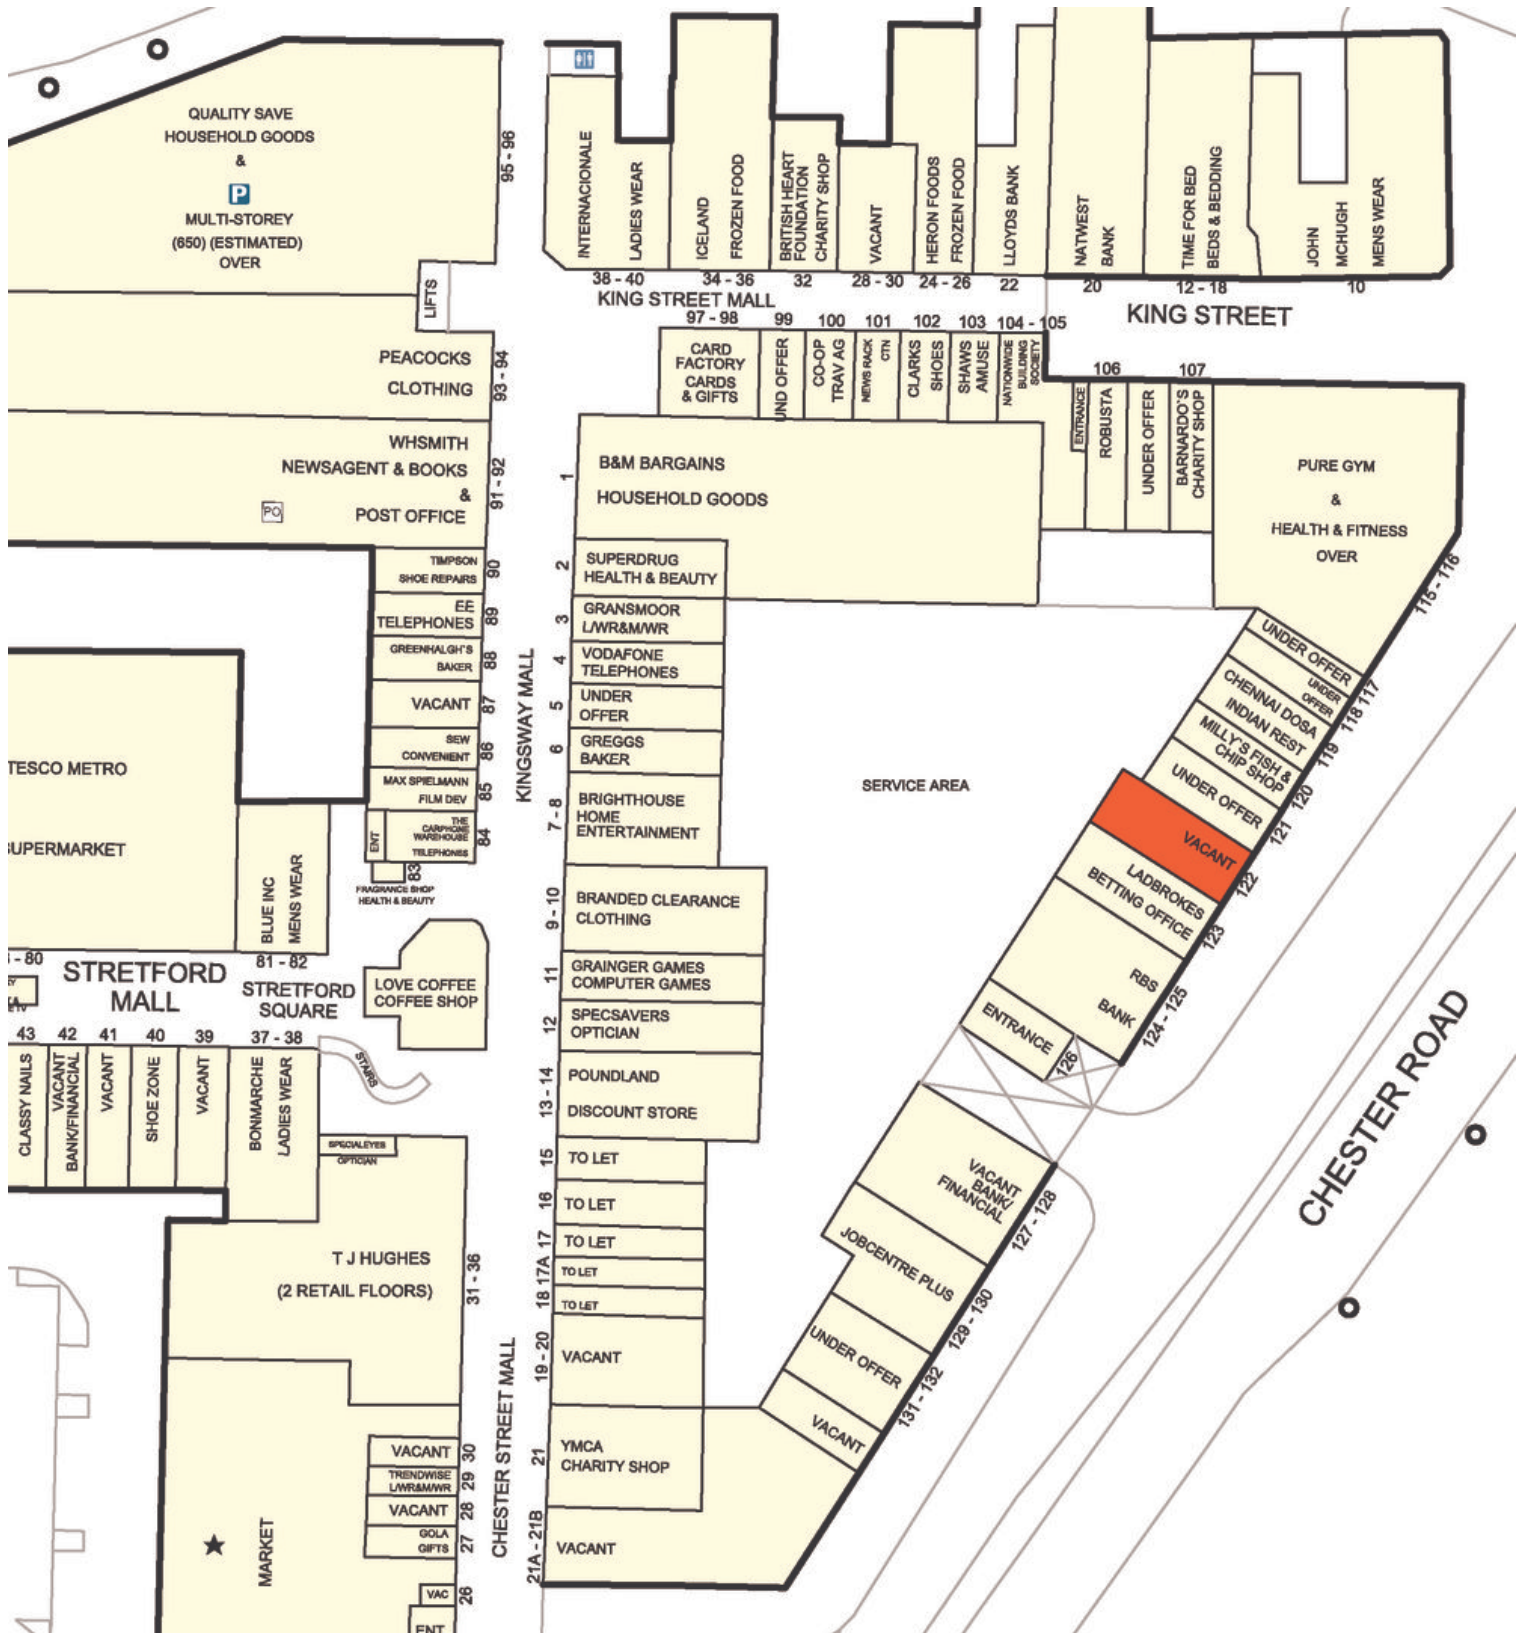 QUALITY SAVE
HOUSEHOLD GOODS
&
P
MULTI-STOREY
(650) (ESTIMATED)
OVER
95 - 96
LIFTS
INTERNACIONALE
LADIES WEAR
38 - 40
ICELAND
FROZEN FOOD
34 - 36
BRITISH HEART
FOUNDATION
CHARITY SHOP
32
VACANT
28 - 30
HERON FOODS
FROZEN FOOD
24 - 26
LLOYDS BANK
22
NATWEST
BANK
20
TIME FOR BED
BEDS & BEDDING
12 - 18
JOHN
MCHUGH
MENS WEAR
10
KING STREET MALL
KING STREET
97 - 98
CARD
FACTORY
CARDS
& GIFTS
99
UND OFFER
100
CO-OP
TRAV AG
101
NEWS RACK
CTN
102
CLARKS
SHOES
103
SHAWS
AMUSE
104 - 105
NATIONWIDE
BUILDING
SOCIETY
ENTRANCE
106
ROBUSTA
UNDER OFFER
107
BARNARDO'S
CHARITY SHOP
PURE GYM
&
HEALTH & FITNESS
OVER
115 - 116
PEACOCKS
CLOTHING
93 - 94
WHSMITH
NEWSAGENT & BOOKS
&
POST OFFICE
PO
91 - 92
TIMPSON
SHOE REPAIRS
90
EE
TELEPHONES
89
GREENHALGH'S
BAKER
88
VACANT
87
SEW
CONVENIENT
86
MAX SPIELMANN
FILM DEV
85
ENT
THE
CARPHONE
WAREHOUSE
TELEPHONES
84
83
FRAGRANCE SHOP
HEALTH & BEAUTY
KINGSWAY MALL
1
B&M BARGAINS
HOUSEHOLD GOODS
2
SUPERDRUG
HEALTH & BEAUTY
3
GRANSMOOR
L/WR&M/WR
4
VODAFONE
TELEPHONES
5
UNDER
OFFER
6
GREGGS
BAKER
7 - 8
BRIGHTHOUSE
HOME
ENTERTAINMENT
9 - 10
BRANDED CLEARANCE
CLOTHING
11
GRAINGER GAMES
COMPUTER GAMES
12
SPECSAVERS
OPTICIAN
13 - 14
POUNDLAND
DISCOUNT STORE
15
TO LET
16
TO LET
17
TO LET
17A
TO LET
18
TO LET
19 - 20
VACANT
21
YMCA
CHARITY SHOP
21A - 21B
VACANT
SERVICE AREA
UNDER OFFER
117
UNDER
OFFER
118
CHENNAI DOSA
INDIAN REST
119
MILLY'S FISH &
CHIP SHOP
120
UNDER OFFER
121
VACANT
122
LADBROKES
BETTING OFFICE
123
RBS
BANK
124 - 125
ENTRANCE
126
VACANT
BANK/
FINANCIAL
127 - 128
JOBCENTRE PLUS
129 - 130
UNDER OFFER
131 - 132
VACANT
CHESTER ROAD
TESCO METRO
SUPERMARKET
BLUE INC
MENS WEAR
81 - 82
- 80
STRETFORD
MALL
STRETFORD
SQUARE
LOVE COFFEE
COFFEE SHOP
STAIRS
43
CLASSY NAILS
42
VACANT
BANK/FINANCIAL
41
VACANT
40
SHOE ZONE
39
VACANT
37 - 38
BONMARCHE
LADIES WEAR
SPECIALEYES
OPTICIAN
T J HUGHES
(2 RETAIL FLOORS)
31 - 36
CHESTER STREET MALL
VACANT
30
TRENDWISE
L/WR&M/WR
29
VACANT
28
GOLA
GIFTS
27
VAC
26
ENT
MARKET